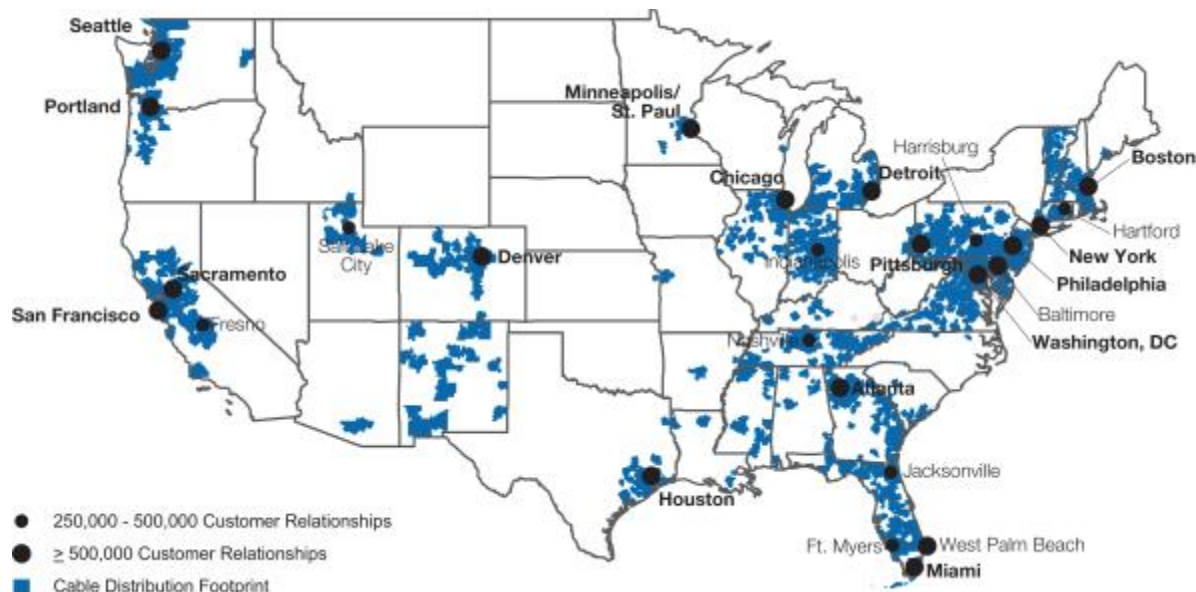 Seattle
Portland
Minneapolis/
St. Paul
Harrisburg
Boston
Chicago
Detroit
Hartford
New York
Salt Lake
City
Denver
Indianapolis
Pittsburgh
Philadelphia
Sacramento
San Francisco
Fresno
Baltimore
Washington, DC
Nashville
Atlanta
Jacksonville
Houston
Ft. Myers
West Palm Beach
Miami
250,000 - 500,000 Customer Relationships
≥ 500,000 Customer Relationships
Cable Distribution Footprint